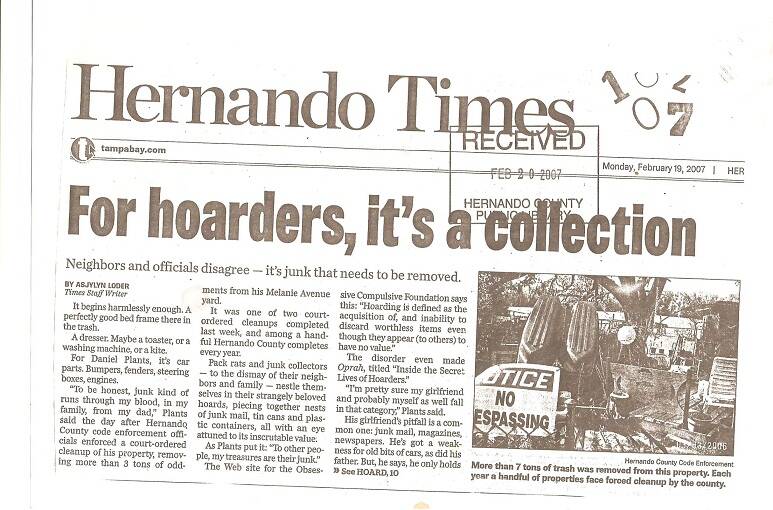 Hernando Times
1 0 2
07
tampabay.com
RECEIVED
FEB 20 2007
HERNANDO COUNTY
PUBLIC LIBRARY
Monday, February 19, 2007 | HER
For hoarders, it's a collection
Neighbors and officials disagree — it's junk that needs to be removed.
BY ASJYLYN LODER
Times Staff Writer
It begins harmlessly enough. A
perfectly good bed frame there in
the trash.
A dresser. Maybe a toaster, or a
washing machine, or a kite.
For Daniel Plants, it's car
parts. Bumpers, fenders, steering
boxes, engines.
"To be honest, junk kind of
runs through my blood, in my
family, from my dad," Plants
said the day after Hernando
County code enforcement offi-
cials enforced a court-ordered
cleanup of his property, remov-
ing more than 3 tons of odd-
ments from his Melanie Avenue
yard.
It was one of two court-
ordered cleanups completed
last week, and among a hand-
ful Hernando County completes
every year.
Pack rats and junk collectors
- to the dismay of their neigh-
bors and family - nestle them-
selves in their strangely beloved
hoards, piecing together nests
of junk mail, tin cans and plas-
tic containers, all with an eye
attuned to its inscrutable value.
As Plants put it: "To other peo-
ple, my treasures are their junk."
The Web site for the Obses-
sive Compulsive Foundation says
this: "Hoarding is defined as the
acquisition of, and inability to
discard worthless items even
though they appear (to others) to
have no value."
The disorder even made
Oprah, titled "Inside the Secret
Lives of Hoarders."
"I'm pretty sure my girlfriend
and probably myself as well fall
in that category," Plants said.
His girlfriend's pitfall is a com-
mon one: junk mail, magazines,
newspapers. He's got a weak-
ness for old bits of cars, as did his
father. But, he says, he only holds
» See HOARD, 10
OTICE
NO
ESPASSING
2006
Hernando County Code Enforcement
More than 7 tons of trash was removed from this property. Each
year a handful of properties face forced cleanup by the county.